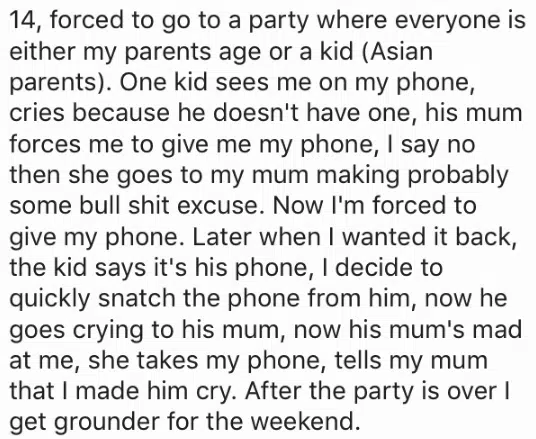 14, forced to go to a party where everyone is
either my parents age or a kid (Asian
parents). One kid sees me on my phone,
cries because he doesn't have one, his mum
forces me to give me my phone, I say no
then she goes to my mum making probably
some bull shit excuse. Now I'm forced to
give my phone. Later when I wanted it back,
the kid says it's his phone, I decide to
quickly snatch the phone from him, now he
goes crying to his mum, now his mum's mad
at me, she takes my phone, tells my mum
that I made him cry. After the party is over I
get grounder for the weekend.